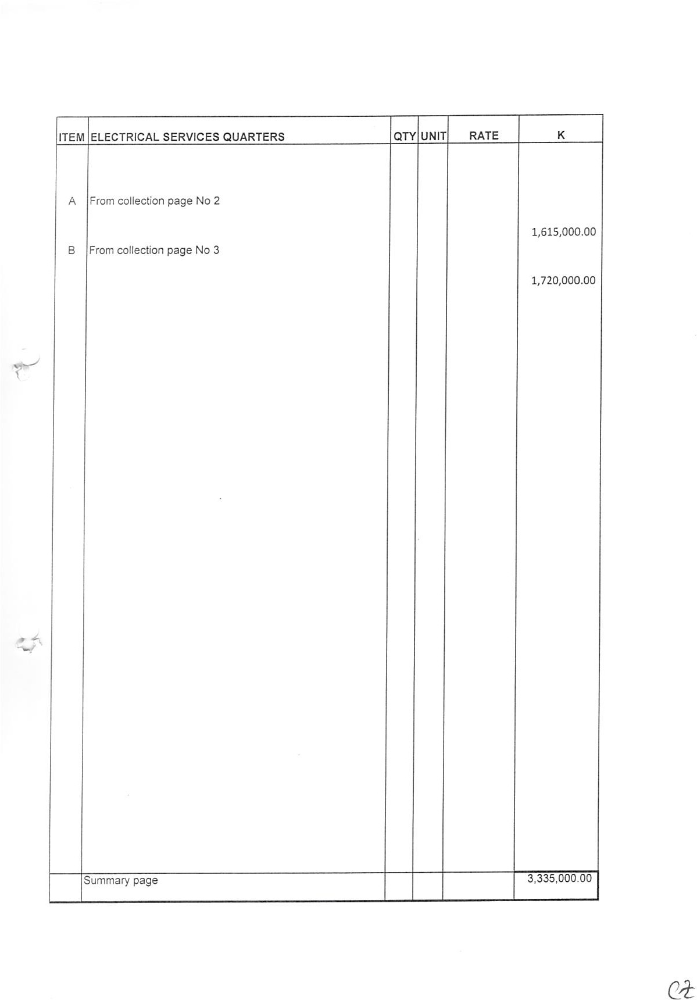 ITEM ELECTRICAL SERVICES QUARTERS QTY UNIT RATE K
A From collection page No 2
1,615,000.00
B From collection page No 3
1,720,000.00
Summary page 3,335,000.00